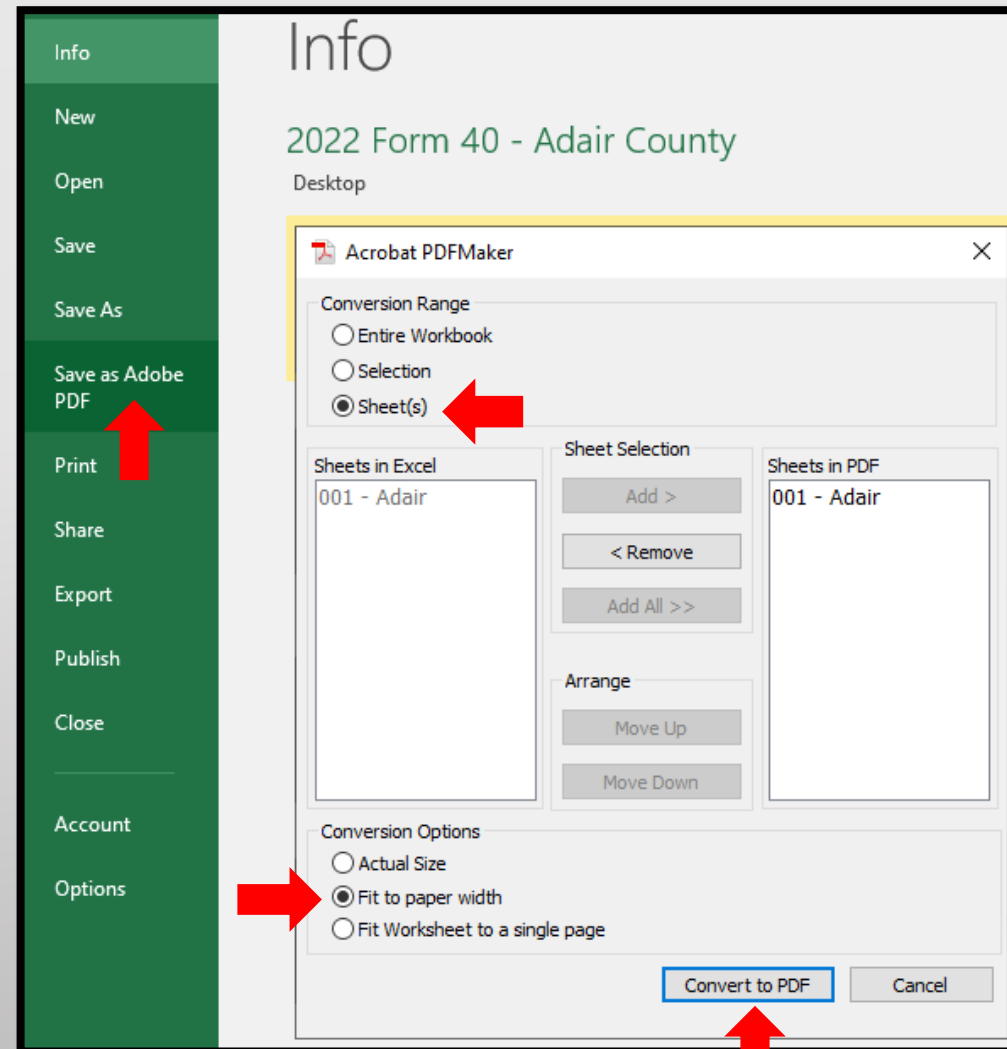 Info
New
Open
Save
Save As
Save as Adobe
PDF
Print
Share
Export
Publish
Close
Account
Options
Info
2022 Form 40 - Adair County
Desktop
Acrobat PDFMaker
Conversion Range
Entire Workbook
Selection
Sheet(s)
Sheets in Excel
001 - Adair
Sheet Selection
Add >
< Remove
Add All >>
Arrange
Move Up
Move Down
Sheets in PDF
001 - Adair
Conversion Options
Actual Size
Fit to paper width
Fit Worksheet to a single page
Convert to PDF
Cancel